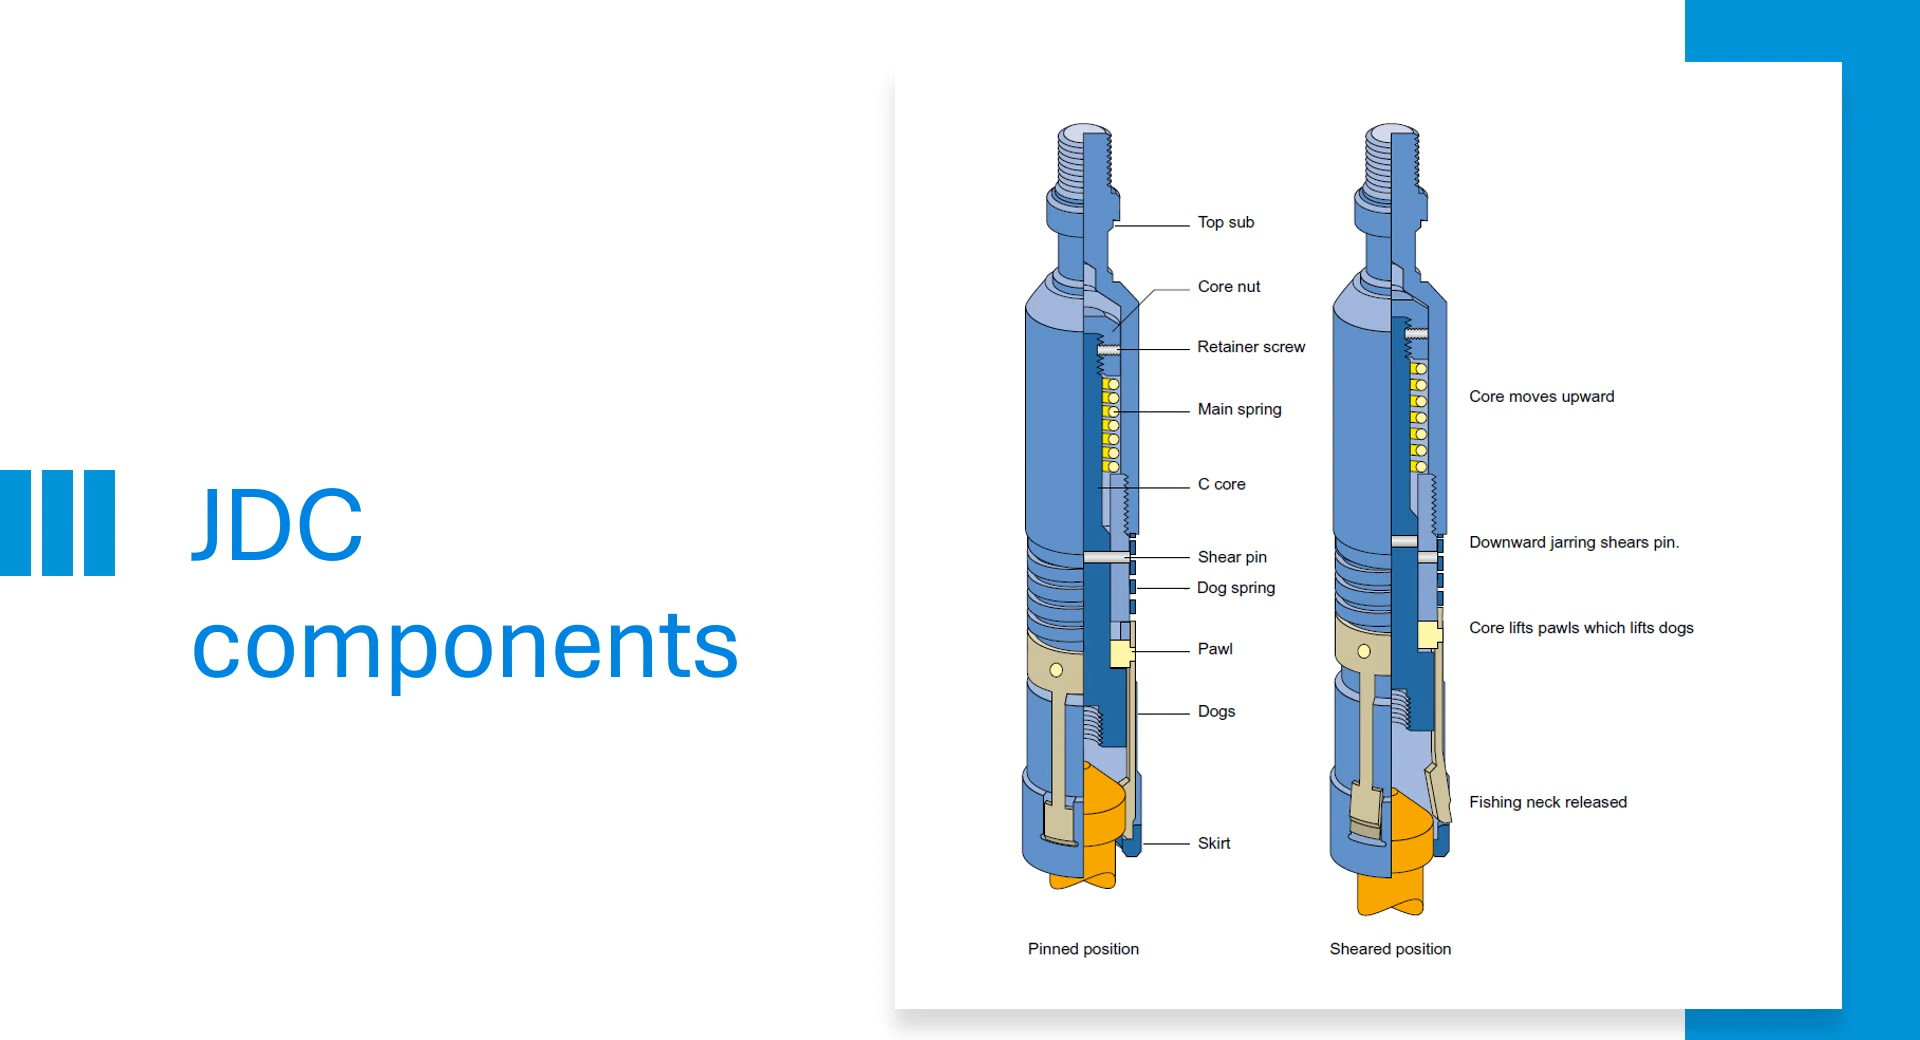 JDC
components
Top sub
Core nut
Retainer screw
Main spring
C core
Shear pin
Dog spring
Pawl
Dogs
Skirt
Pinned position
Core moves upward
Downward jarring shears pin.
Core lifts pawls which lifts dogs
Fishing neck released
Sheared position